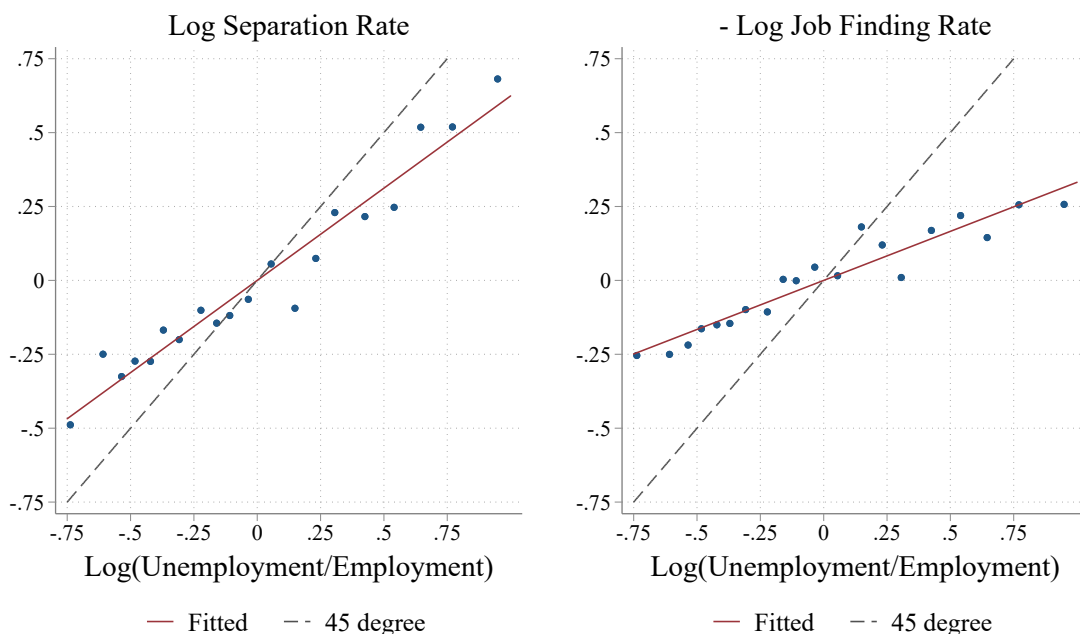 Log Separation Rate
.75
.5
.25
0
-.25
-.5
-.75
-.75 -.5 -.25 0 .25 .5 .75
Log(Unemployment/Employment)
Fitted 45 degree
- Log Job Finding Rate
.75
.5
.25
0
-.25
-.5
-.75
-.75 -.5 -.25 0 .25 .5 .75
Log(Unemployment/Employment)
Fitted 45 degree